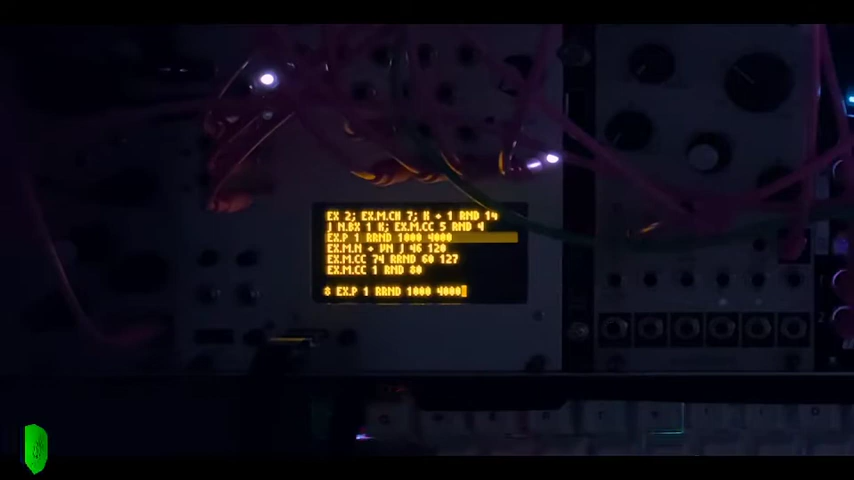 EX 2; EX.M.CH 7; K + 1 RND 14
J N.BX 1 K; EX.M.CC 5 RND 4
EX.P 1 RRND 1000 4000
EX.M.N + VN J 46 120
EX.M.CC 74 RRND 60 127
EX.M.CC 1 RND 80
8 EX.P 1 RRND 1000 4000